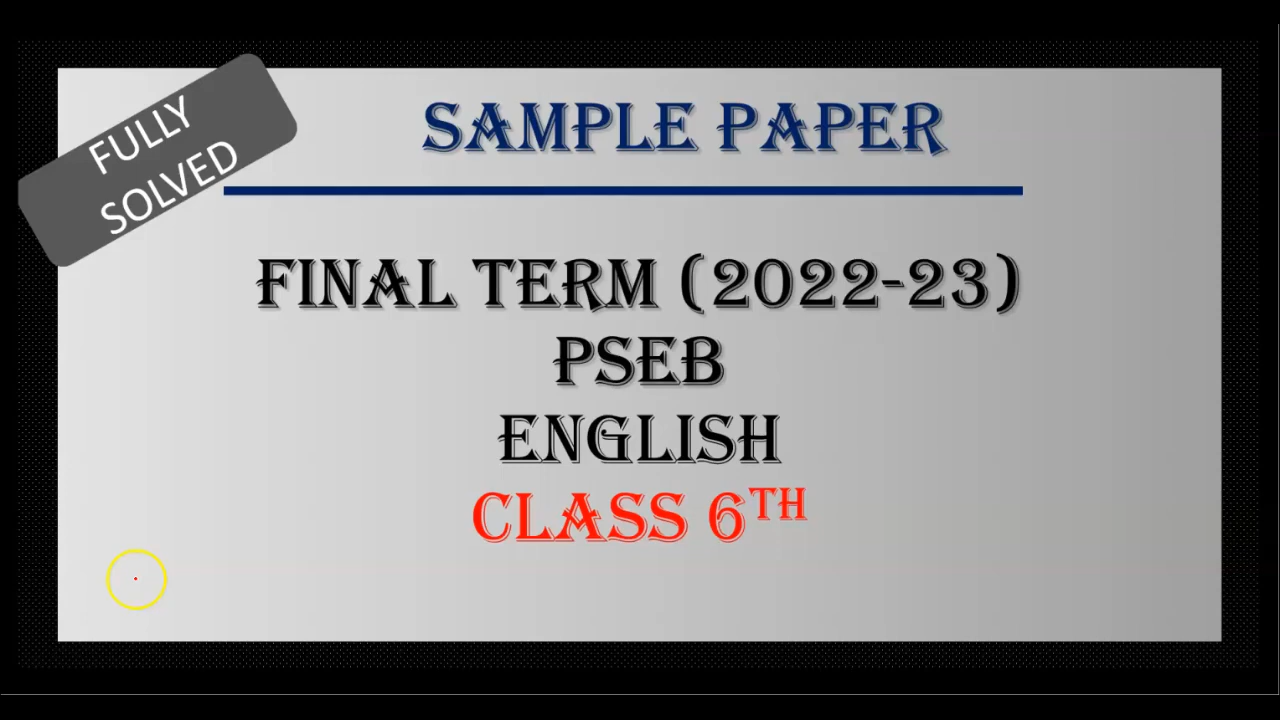 FULLY
SOLVED
SAMPLE PAPER
FINAL TERM (2022-23)
PSEB
ENGLISH
CLASS 6TH